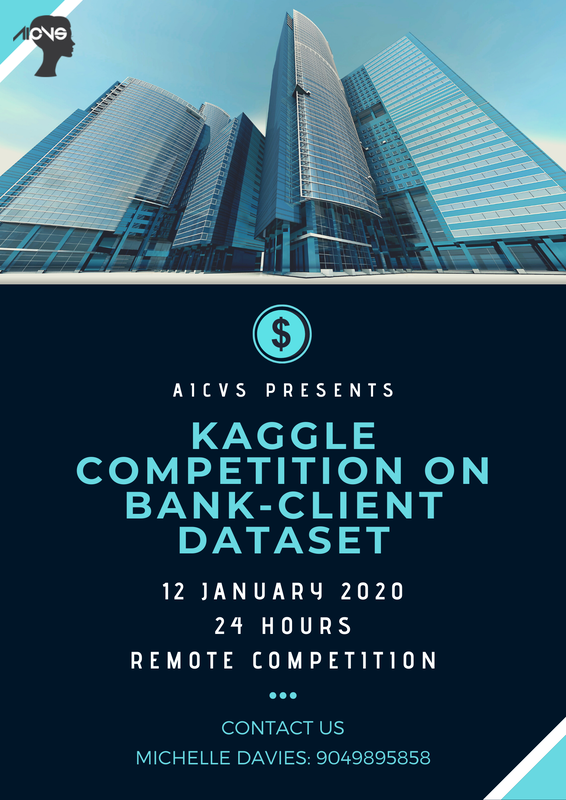 AICVS
$
AICVS PRESENTS
KAGGLE
COMPETITION ON
BANK-CLIENT
DATASET
12 JANUARY 2020
24 HOURS
REMOTE COMPETITION
CONTACT US
MICHELLE DAVIES: 9049895858